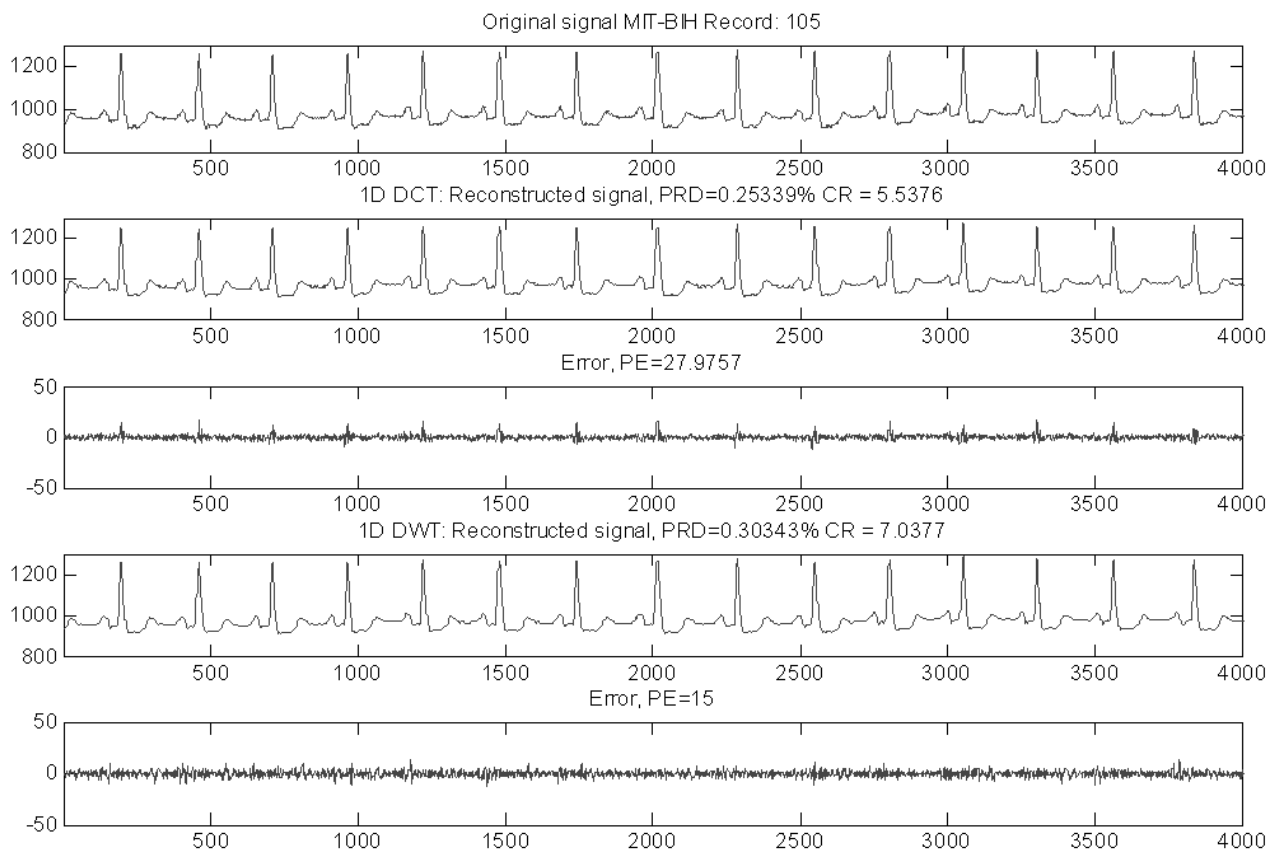 Original signal MIT-BIH Record: 105
1200
1000
800
500 1000 1500 2000 2500 3000 3500 4000
1D DCT: Reconstructed signal, PRD=0.25339% CR = 5.5376
1200
1000
800
500 1000 1500 2000 2500 3000 3500 4000
Error, PE=27.9757
50
0
-50
500 1000 1500 2000 2500 3000 3500 4000
1D DWT: Reconstructed signal, PRD=0.30343% CR = 7.0377
1200
1000
800
500 1000 1500 2000 2500 3000 3500 4000
Error, PE=15
50
0
-50
500 1000 1500 2000 2500 3000 3500 4000